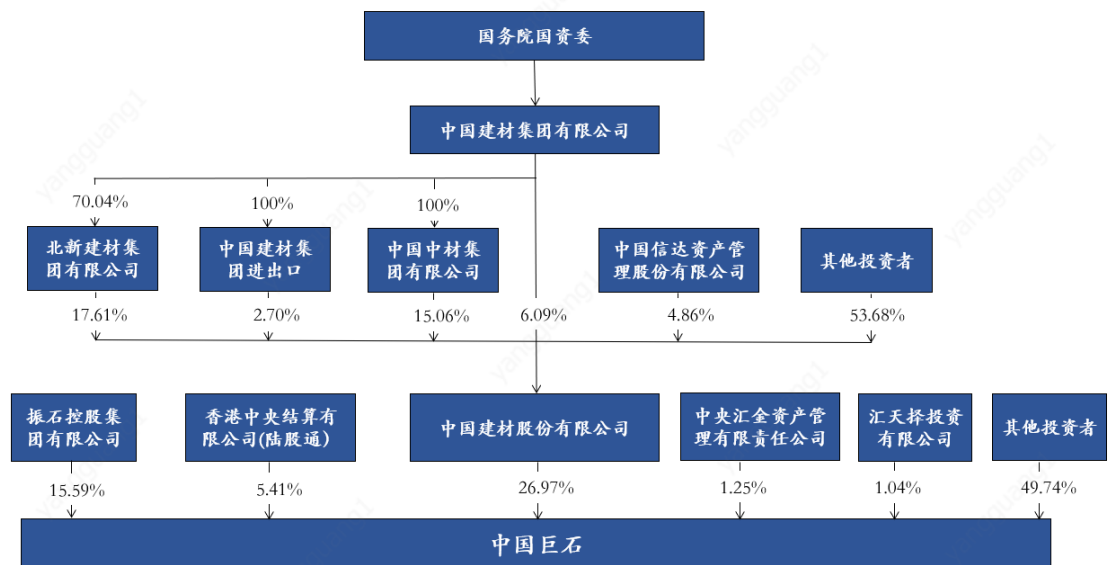 国务院国资委
中国建材集团有限公司
70.04%
100%
100%
北新建材集
团有限公司
中国建材集
团进出口
中国中材集
团有限公司
中国信达资产管
理股份有限公司
其他投资者
17.61%
2.70%
15.06%
6.09%
4.86%
53.68%
振石控股集
团有限公司
香港中央结算有
限公司(陆股通）
中国建材股份有限公司
中央汇金资产管
理有限责任公司
汇天择投资
有限公司
其他投资者
15.59%
5.41%
26.97%
1.25%
1.04%
49.74%
中国巨石
yangguang1
yangguang1
yangguang1
yangguang1
yangguang1